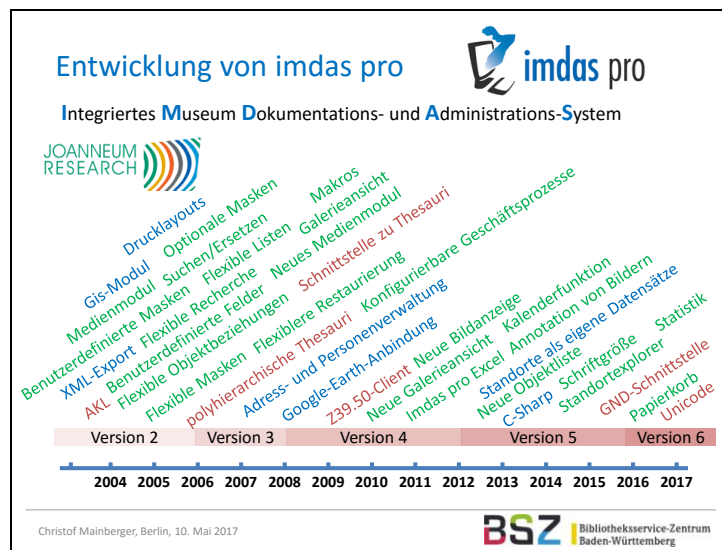 Entwicklung von imdas pro
imdas pro
Integriertes Museum Dokumentations- und Administrations-System
JOANNEUM
RESEARCH
Drucklayouts
Optionale Masken
Makros
Gis-Modul
Suchen/Ersetzen
Galerieansicht
Medienmodul
Flexible Listen
Neues Medienmodul
Benutzerdefinierte Masken
Flexible Recherche
Schnittstelle zu Thesauri
XML-Export
Benutzerdefinierte Felder
Konfigurierbare Geschäftsprozesse
AKL
Flexible Objektbeziehungen
Flexiblere Restaurierung
Flexible Masken
polyhierarchische Thesauri
Adress- und Personenverwaltung
Google-Earth-Anbindung
Z39.50-Client
Neue Bildanzeige
Kalenderfunktion
Neue Galerieansicht
Annotation von Bildern
Imdas pro Excel
Standorte als eigene Datensätze
Neue Objektliste
C-Sharp
Schriftgröße
Statistik
Standortexplorer
GND-Schnittstelle
Papierkorb
Unicode
Version 2 Version 3 Version 4 Version 5 Version 6
2004 2005 2006 2007 2008 2009 2010 2011 2012 2013 2014 2015 2016 2017
Christof Mainberger, Berlin, 10. Mai 2017
BSZ
Bibliotheksservice-Zentrum
Baden-Württemberg